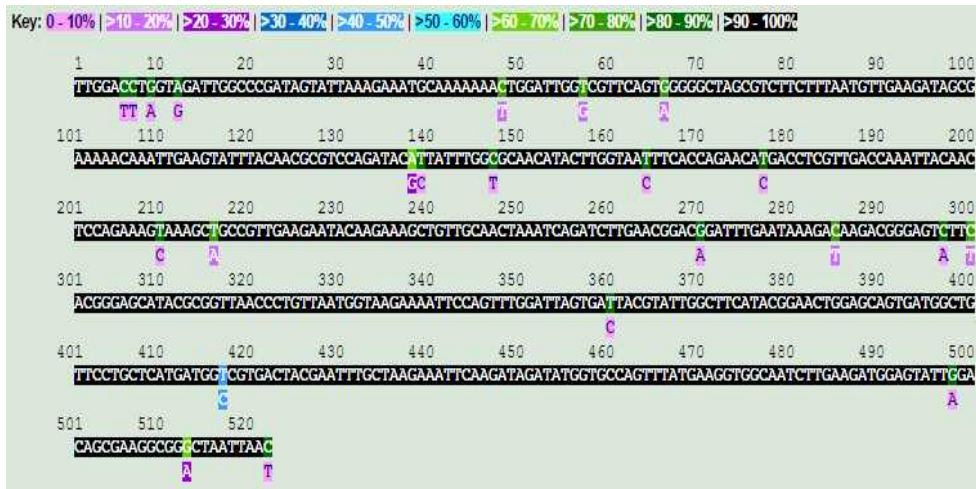 Key: 0 - 10% | >10 - 20% | >20 - 30% | >30 - 40% | >40 - 50% | >50 - 60% | >60 - 70% | >70 - 80% | >80 - 90% | >90 - 100%
1 10 20 30 40 50 60 70 80 90 100
TTGGACCTGGTAGATTGGCCCGATAGTATTAAAGAAATGCAAAAAAACTGGATTGGTCGTTCAGTGGGGGCTAGCGTCTTCTTTAATGTTGAAGATAGCG
TT A G T G A
101 110 120 130 140 150 160 170 180 190 200
AAAAACAAATTGAAGTATTTACAACGCGTCCAGATACATTATTTGGCGCAACATACTTGGTAATTTCACCAGAACATGACCTCGTTGACCAAATTACAAC
GC T C C
201 210 220 230 240 250 260 270 280 290 300
TCCAGAAAGTAAAGCTGCCGTTGAAGAATACAAGAAAGCTGTTGCAACTAAATCAGATCTTGAACGGACGGATTTGAATAAAGACAAGACGGGAGTCTTC
C A A T A T
301 310 320 330 340 350 360 370 380 390 400
ACGGGAGCATACGCGGTTAACCCTGTTAATGGTAAGAAAATTCCAGTTTGGATTAGTGATTACGTATTGGCTTCATACGGAACTGGAGCAGTGATGGCTC
C
401 410 420 430 440 450 460 470 480 490 500
TTCCTGCTCATGATGGTCGTGACTACGAATTTGCTAAGAAATTCAAGATAGATATGGTGCCAGTTTATGAAGGTGGCAATCTTGAAGATGGAGTATTGGA
C A
501 510 520
CAGCGAAGGCGGGCTAATTAAC
A T